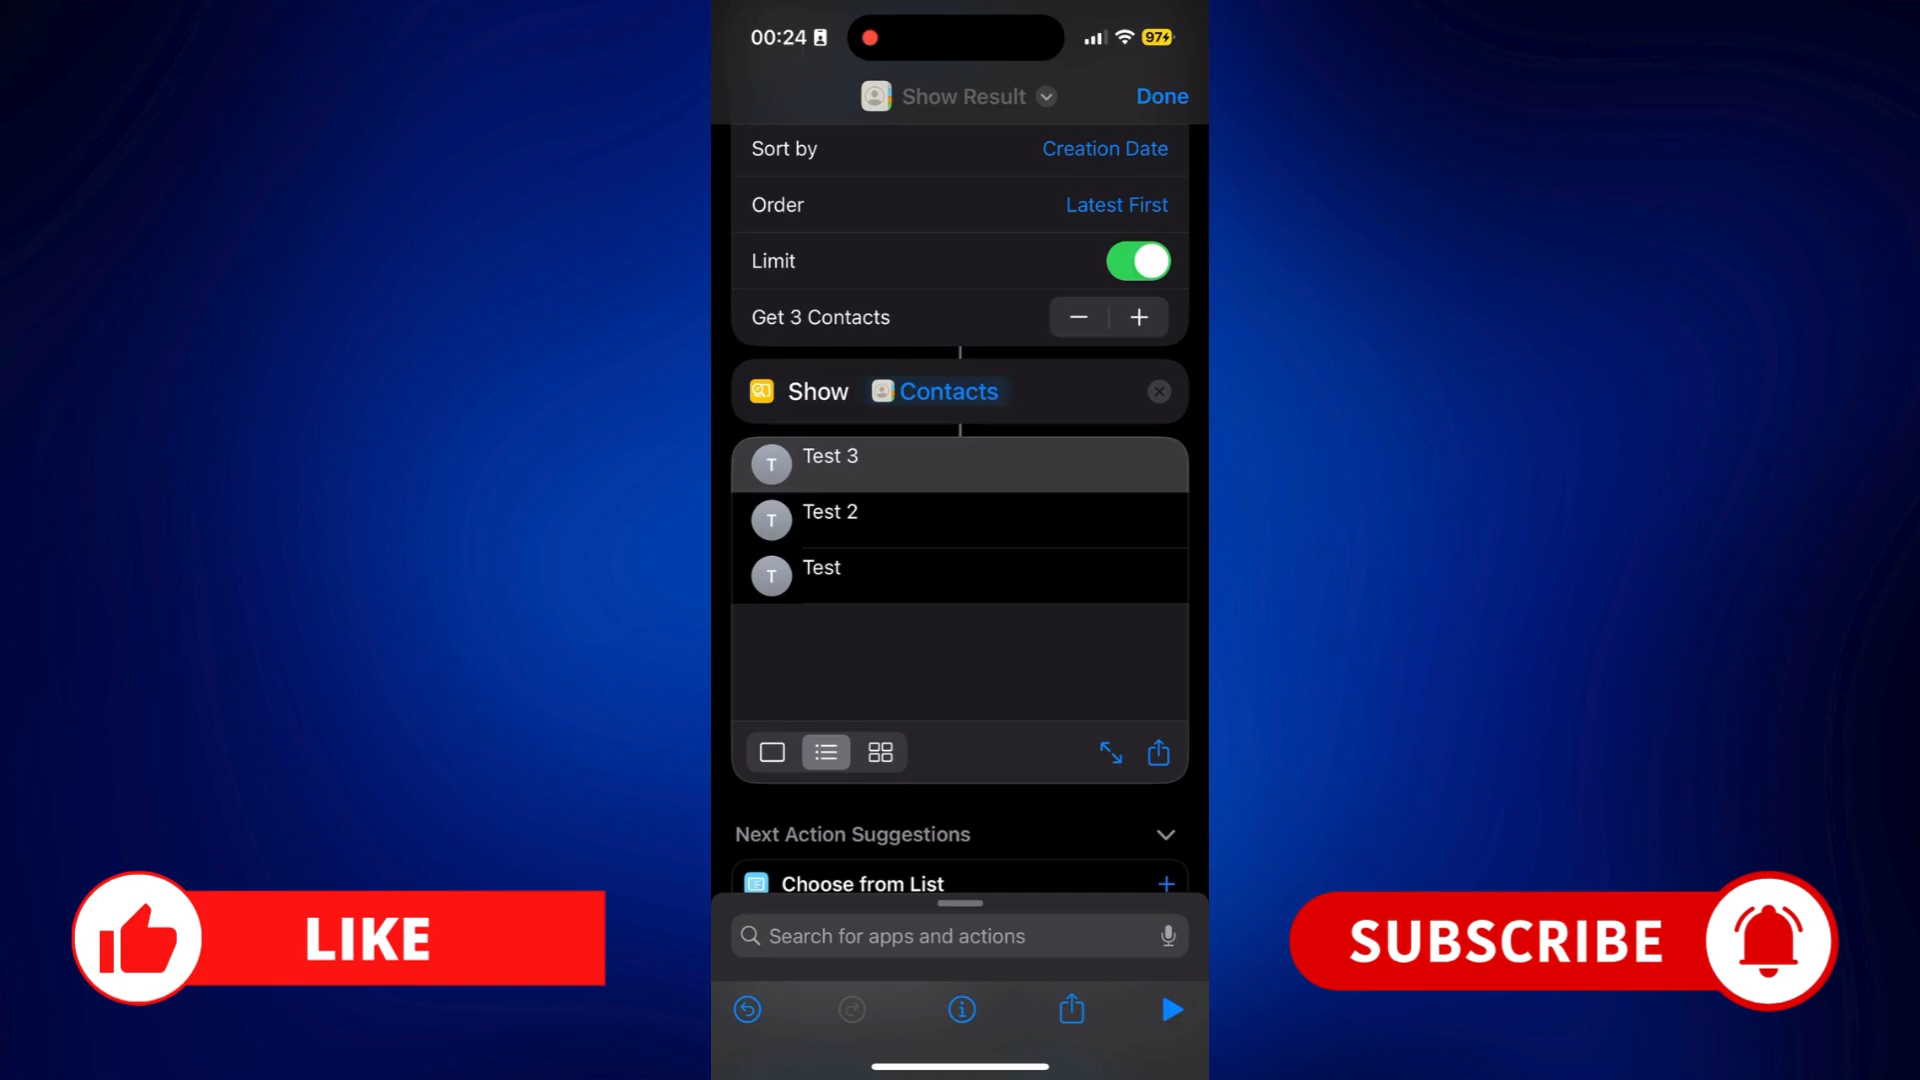 00:24
97
Show Result
Done
Sort by
Creation Date
Order
Latest First
Limit
Get 3 Contacts
Show Contacts
T
Test 3
T
Test 2
T
Test
Next Action Suggestions
Choose from List
Search for apps and actions
LIKE
SUBSCRIBE